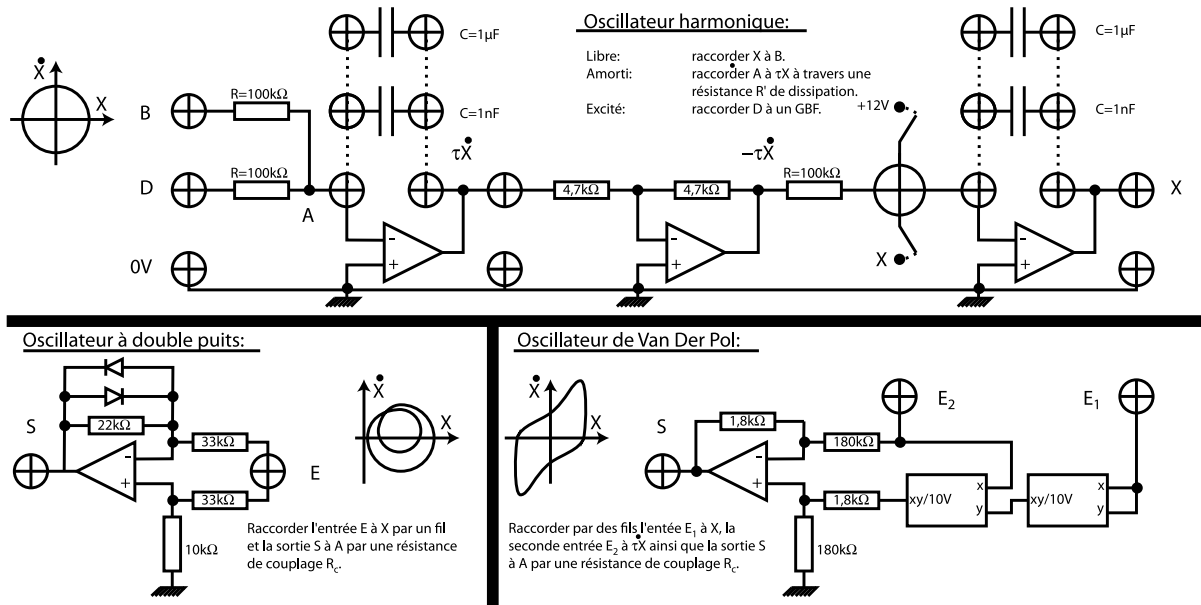 Oscillateur harmonique:
Libre: raccorder X à B.
Amorti: raccorder A à τẊ à travers une
résistance R' de dissipation.
Excité: raccorder D à un GBF.
C=1µF
C=1µF
C=1nF
C=1nF
Ẋ
X
B
R=100kΩ
D
R=100kΩ
A
0V
τẊ
4,7kΩ
4,7kΩ
-τẊ
R=100kΩ
+12V
X
X
-
+
-
+
-
+
Oscillateur à double puits:
S
22kΩ
33kΩ
33kΩ
E
10kΩ
-
+
Ẋ
X
Raccorder l'entrée E à X par un fil
et la sortie S à A par une résistance
de couplage Rc.
Oscillateur de Van Der Pol:
Ẋ
X
S
1,8kΩ
180kΩ
E2
E1
-
+
1,8kΩ
xy/10V
x
y
xy/10V
x
y
180kΩ
Raccorder par des fils l'entée E1 à X, la
seconde entrée E2 à τẊ ainsi que la sortie S
à A par une résistance de couplage Rc.